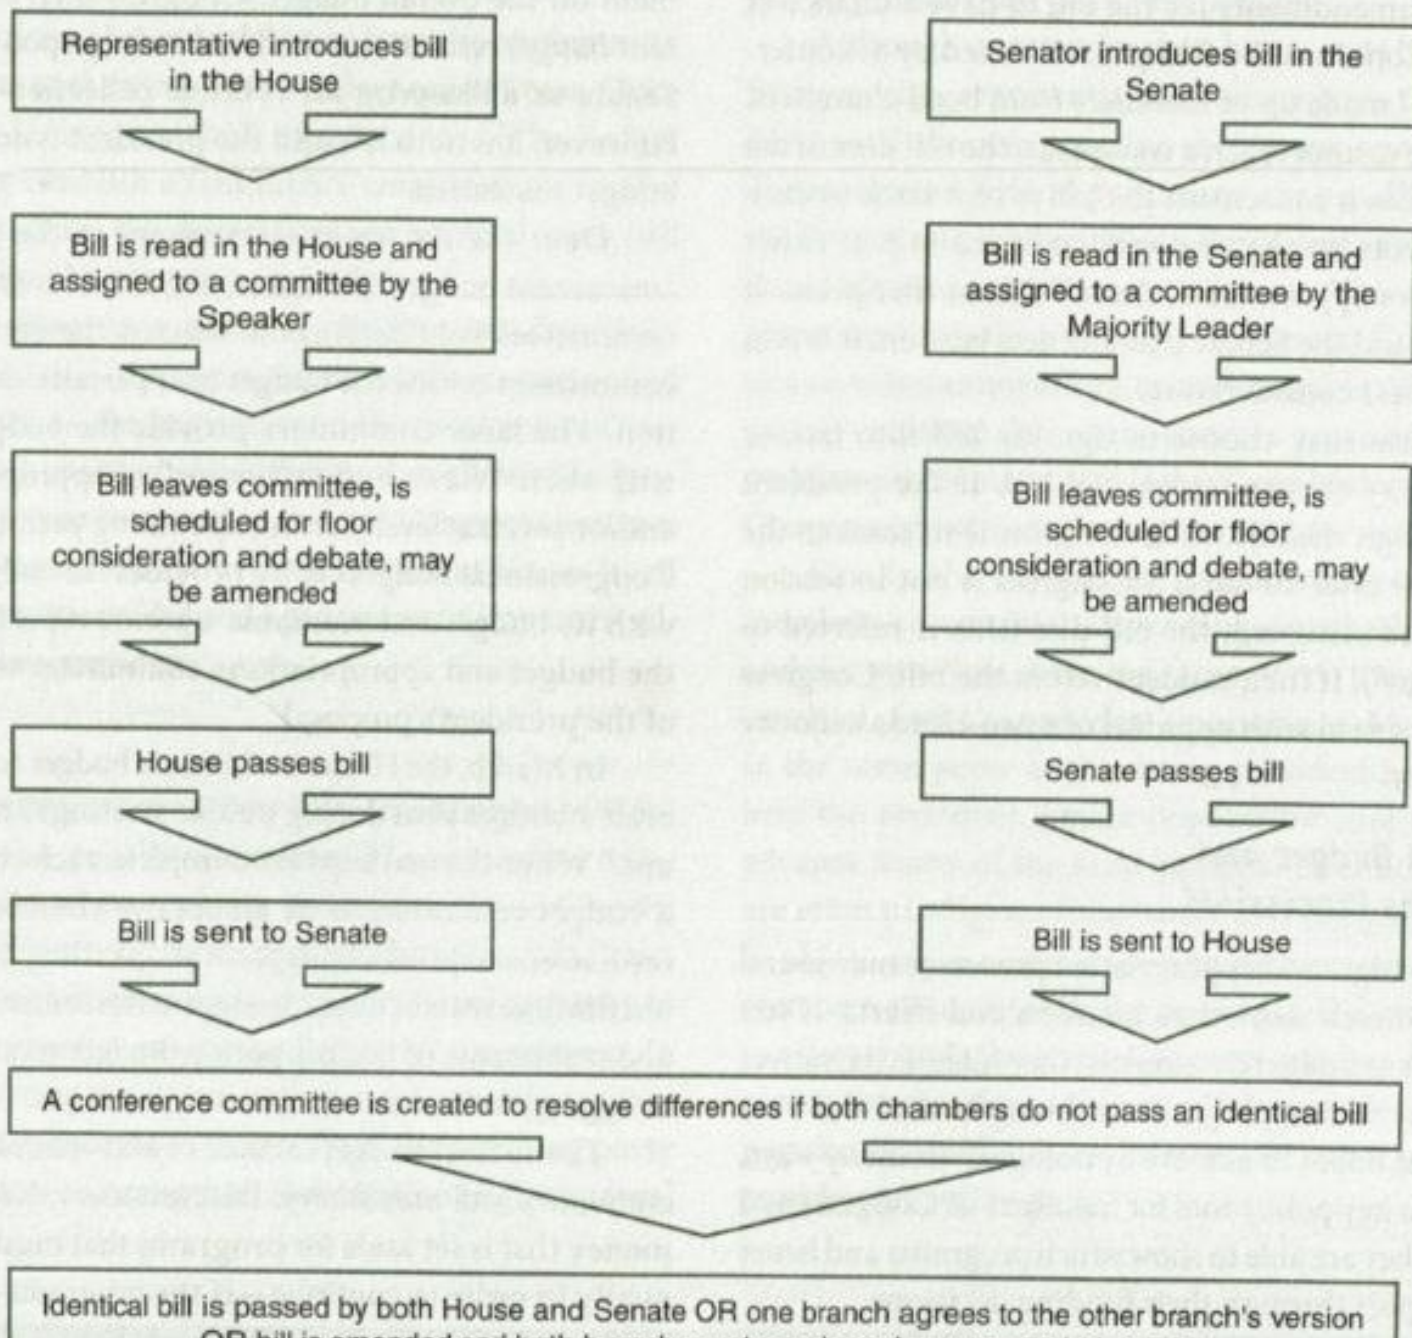 Representative introduces bill
in the House
Senator introduces bill in the
Senate
Bill is read in the House and
assigned to a committee by the
Speaker
Bill is read in the Senate and
assigned to a committee by the
Majority Leader
Bill leaves committee, is
scheduled for floor
consideration and debate, may
be amended
Bill leaves committee, is
scheduled for floor
consideration and debate, may
be amended
House passes bill
Senate passes bill
Bill is sent to Senate
Bill is sent to House
A conference committee is created to resolve differences if both chambers do not pass an identical bill
Identical bill is passed by both House and Senate OR one branch agrees to the other branch's version
OR bill is amended and both